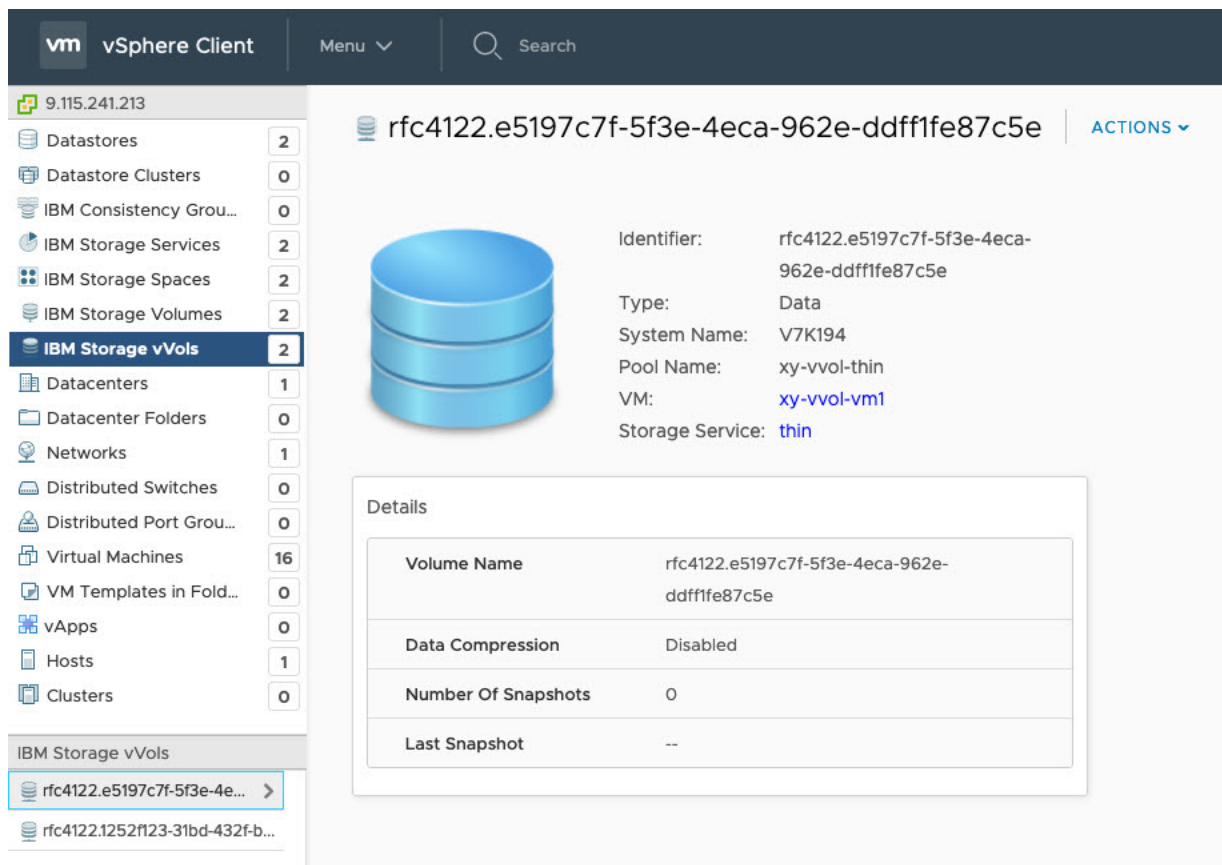 vm vSphere Client Menu Search
9.115.241.213
Datastores 2
Datastore Clusters 0
IBM Consistency Grou... 0
IBM Storage Services 2
IBM Storage Spaces 2
IBM Storage Volumes 2
IBM Storage vVols 2
Datacenters 1
Datacenter Folders 0
Networks 1
Distributed Switches 0
Distributed Port Grou... 0
Virtual Machines 16
VM Templates in Fold... 0
vApps 0
Hosts 1
Clusters 0
IBM Storage vVols
rfc4122.e5197c7f-5f3e-4e...
rfc4122.1252f123-31bd-432f-b...
rfc4122.e5197c7f-5f3e-4eca-962e-ddff1fe87c5e ACTIONS
Identifier: rfc4122.e5197c7f-5f3e-4eca-
962e-ddff1fe87c5e
Type: Data
System Name: V7K194
Pool Name: xy-vvol-thin
VM: xy-vvol-vm1
Storage Service: thin
Details
Volume Name rfc4122.e5197c7f-5f3e-4eca-962e-
ddff1fe87c5e
Data Compression Disabled
Number Of Snapshots 0
Last Snapshot --